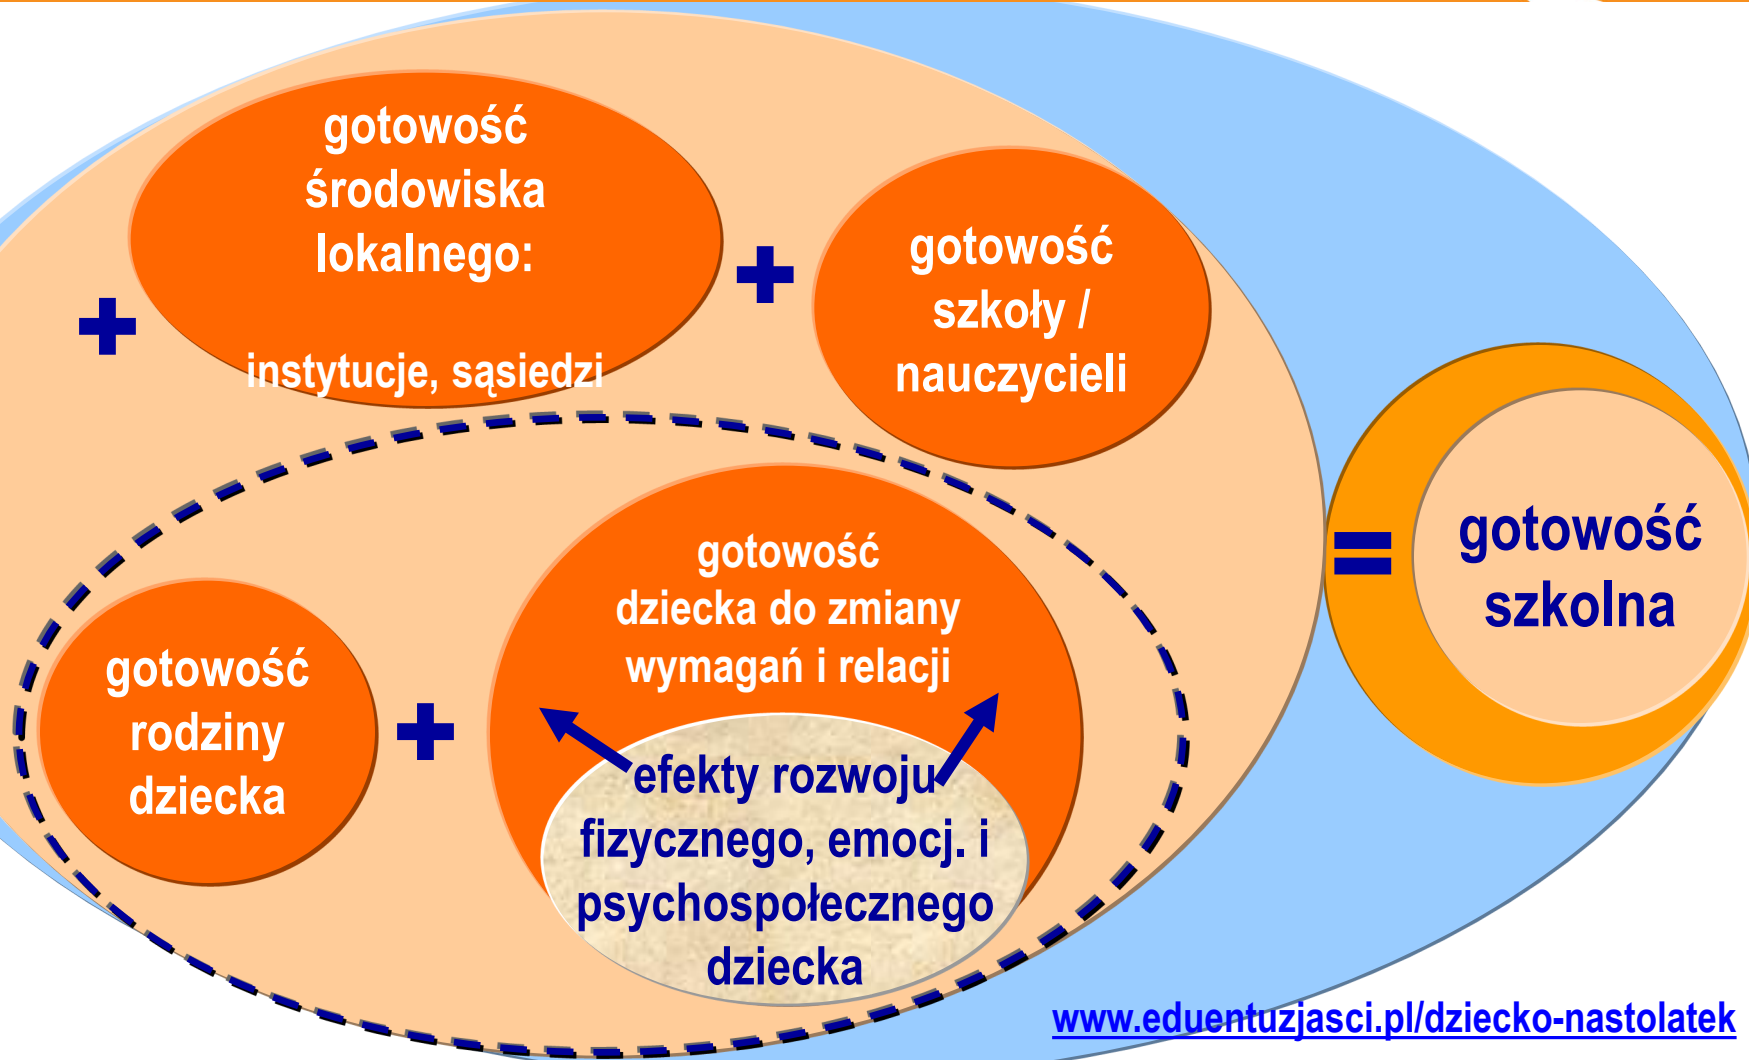 gotowość
środowiska
lokalnego:
instytucje, sąsiedzi
+
+
gotowość
szkoły /
nauczycieli
gotowość
rodziny
dziecka
+
gotowość
dziecka do zmiany
wymagań i relacji
efekty rozwoju
fizycznego, emocj. i
psychospołecznego
dziecka
=
gotowość
szkolna
www.eduentuzjasci.pl/dziecko-nastolatek